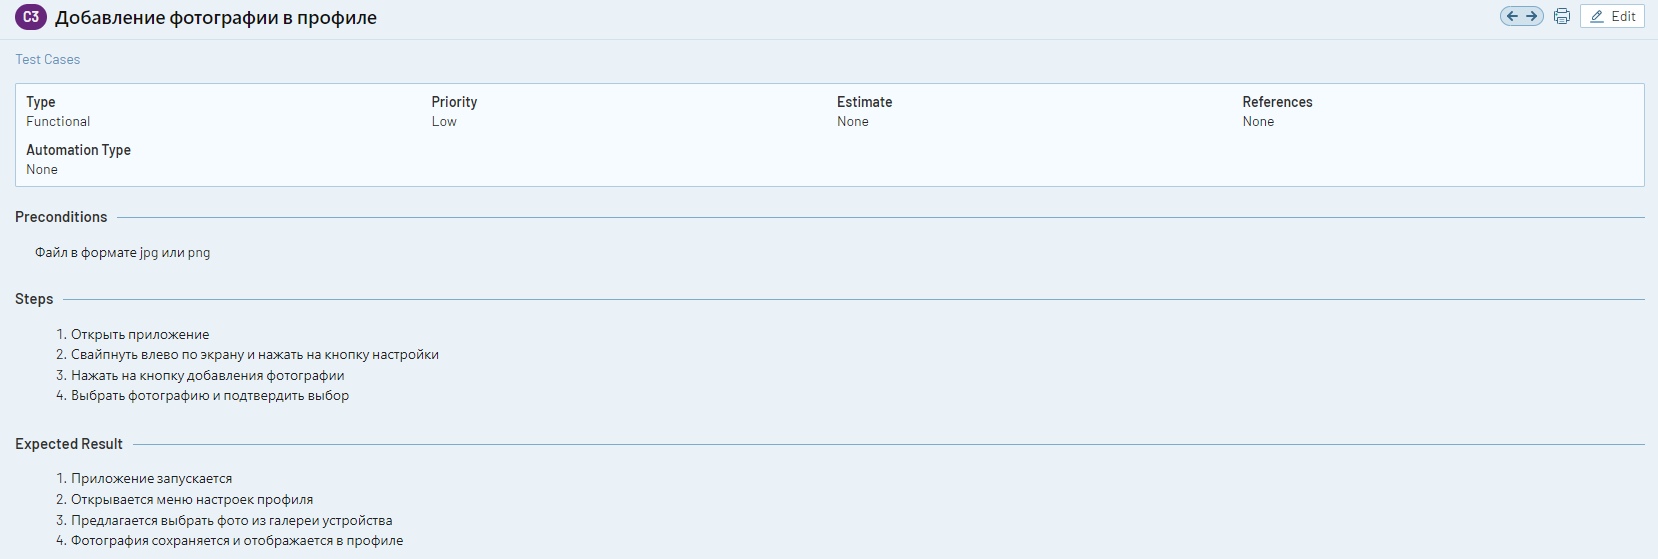 C3 Добавление фотографии в профиле
Edit
Test Cases
Type Priority Estimate References
Functional Low None None
Automation Type
None
Preconditions
Файл в формате jpg или png
Steps
1. Открыть приложение
2. Свайпнуть влево по экрану и нажать на кнопку настройки
3. Нажать на кнопку добавления фотографии
4. Выбрать фотографию и подтвердить выбор
Expected Result
1. Приложение запускается
2. Открывается меню настроек профиля
3. Предлагается выбрать фото из галереи устройства
4. Фотография сохраняется и отображается в профиле